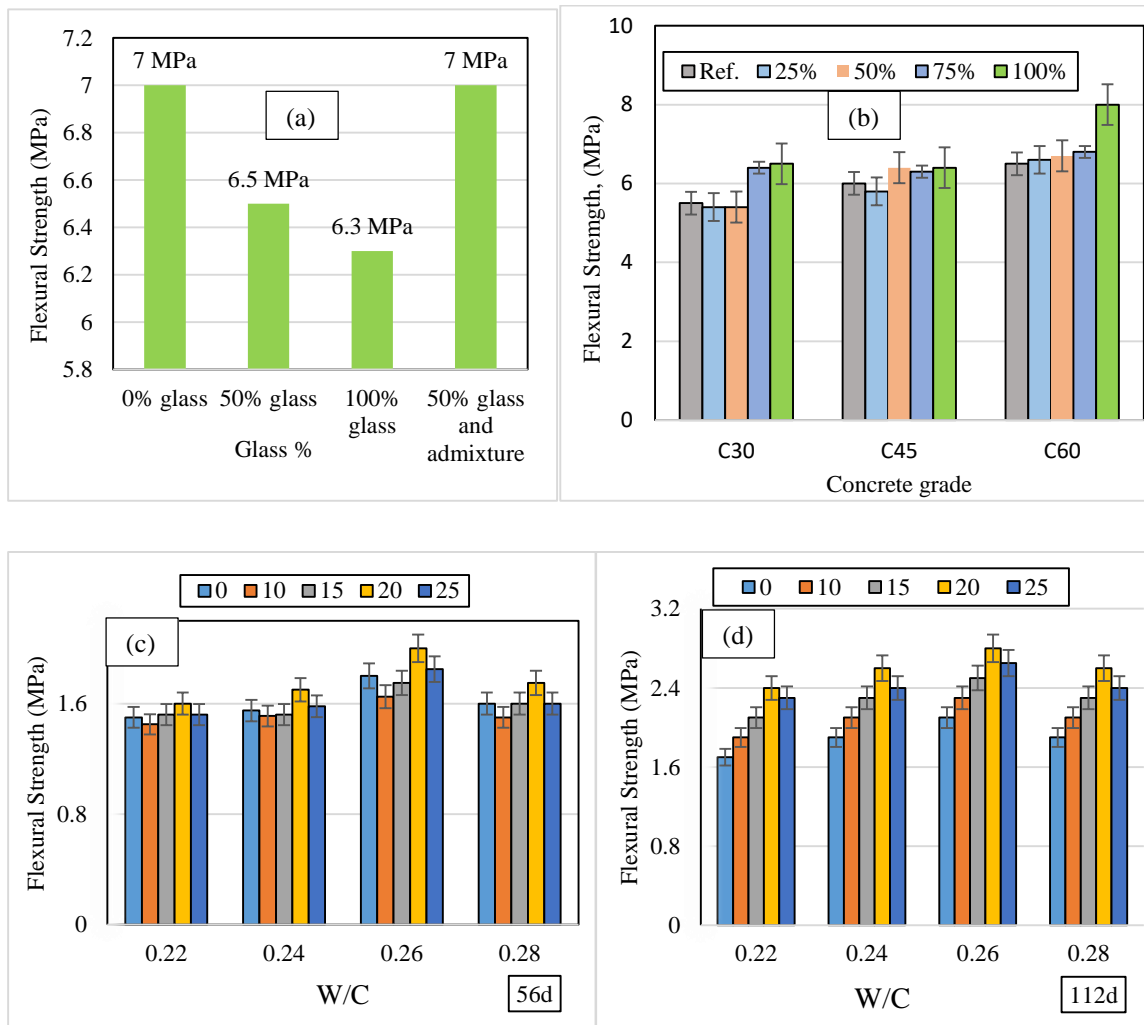 7.2
7
6.8
6.6
6.4
6.2
6
5.8
Flexural Strength (MPa)
7 MPa
6.5 MPa
6.3 MPa
7 MPa
(a)
0% glass
50% glass
100%
glass
50% glass
and
admixture
Glass %
10
8
6
4
2
0
Flexural Stremgth, (MPa)
Ref. 25% 50% 75% 100%
(b)
C30 C45 C60
Concrete grade
0 10 15 20 25
(c)
1.6
0.8
0
Flexural Strength (MPa)
0.22 0.24 0.26 0.28
W/C
56d
0 10 15 20 25
(d)
3.2
2.4
1.6
0.8
0
Flexural Strength (MPa)
0.22 0.24 0.26 0.28
W/C
112d